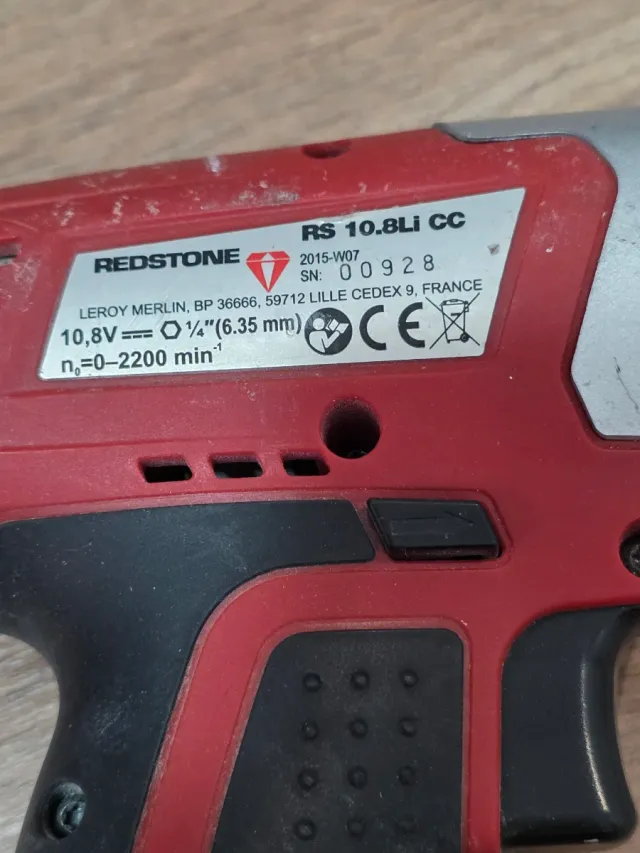 RS 10.8Li CC
REDSTONE
2015-W07
SN: 00928
LEROY MERLIN, BP 36666, 59712 LILLE CEDEX 9, FRANCE
10,8V ⎓ ⬡ ¼"(6.35 mm) CE
n₀=0–2200 min⁻¹